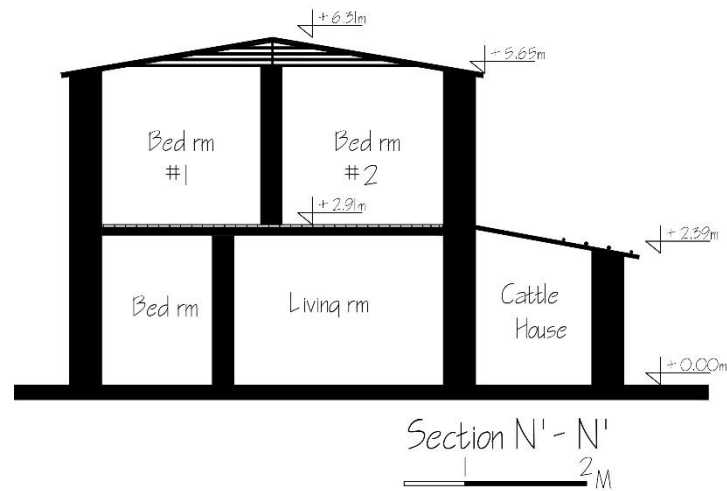 +6.31m
+5.65m
Bed rm
#1
Bed rm
#2
+2.91m
+2.39m
Bed rm
Living rm
Cattle
House
+0.00m
Section N'-N'
1
2
M